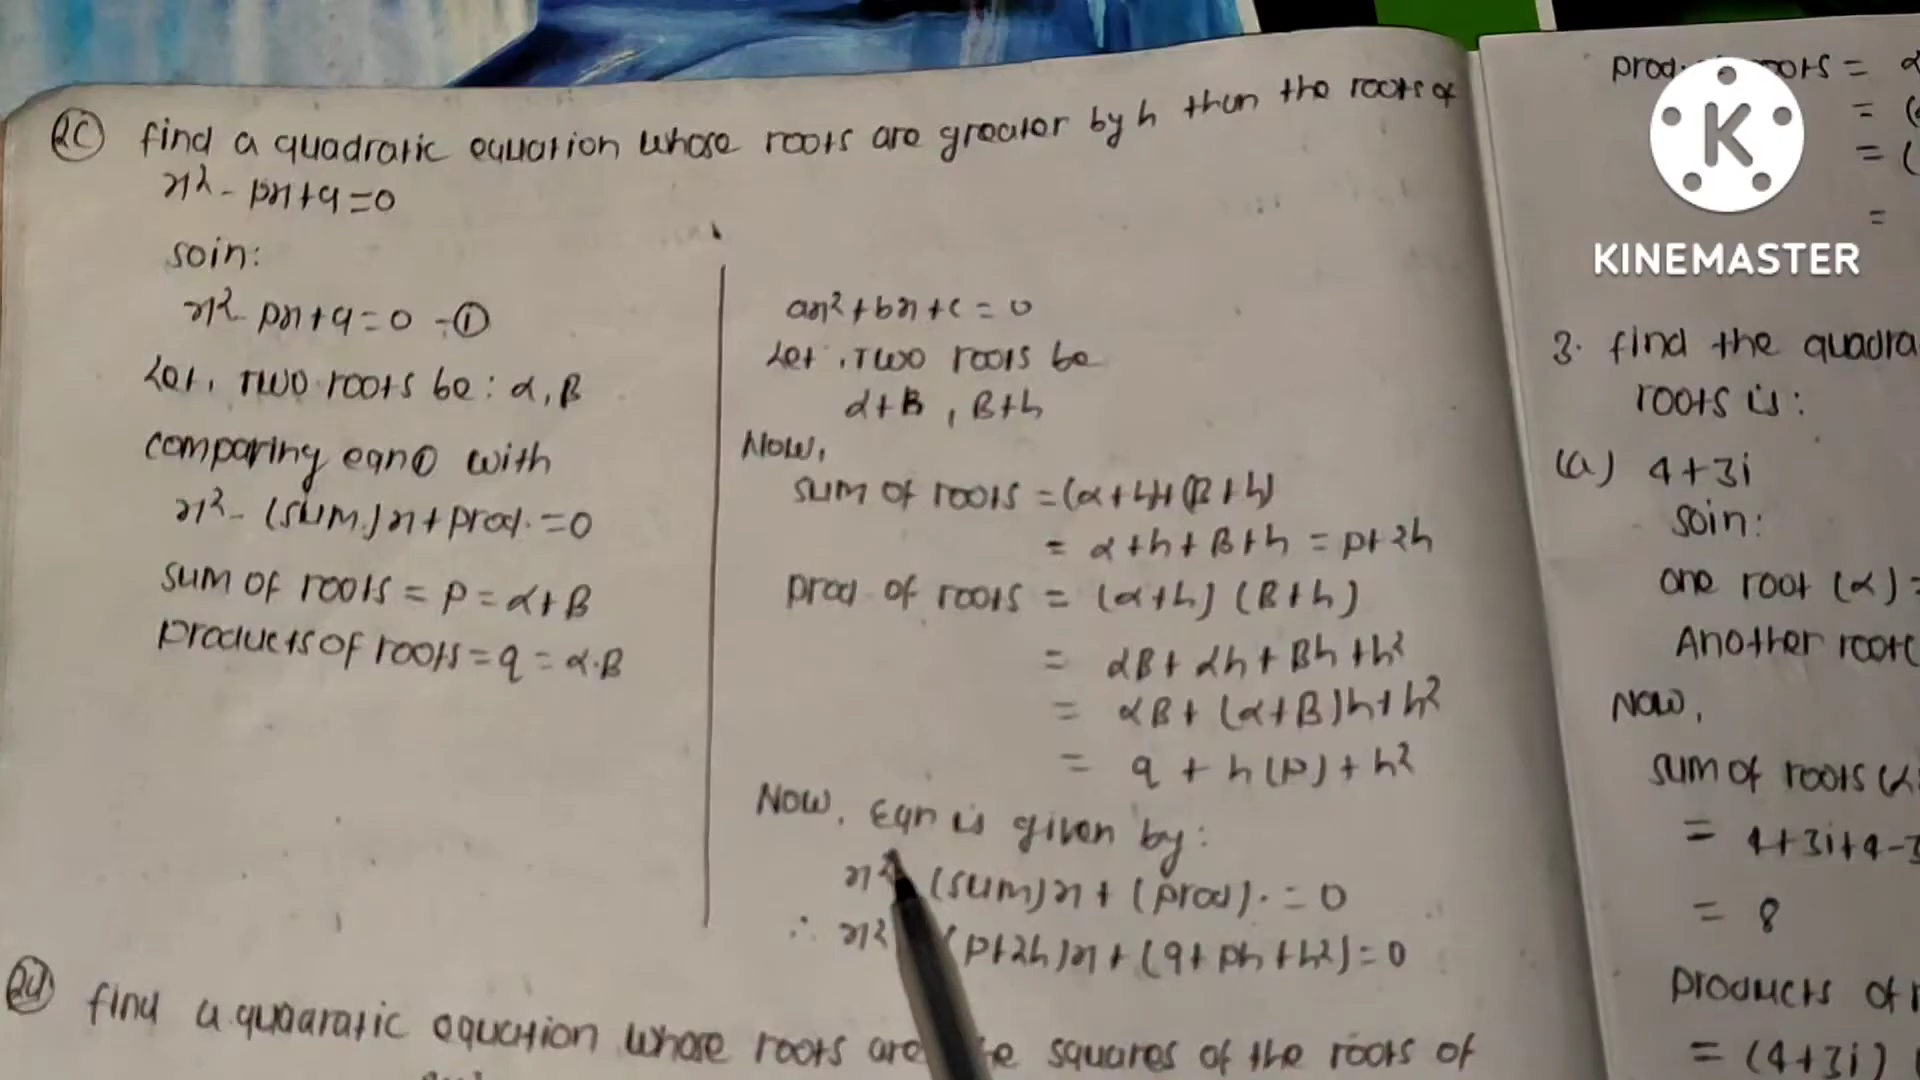 2c) find a quadratic equation whose roots are greater by h than the roots of
x² - px+q=0
soln:
x² px+q=0 -①
Let, Two roots be: α, β
comparing eqn① with
x² - (sum.)x+prod. =0
sum of roots = p = α+β
products of roots = q = α.β
ax²+bx+c = 0
Let, Two roots be
α+β , β+h
Now,
sum of roots = (α+h)+(β+h)
= α+h+β+h = p+2h
prod of roots = (α+h) (β+h)
= αβ+ αh+βh+h²
= αβ+ (α+β)h+h²
= q + h(p)+h²
Now, Eqn is given by:
x² (sum)x + (prod). = 0
∴ x² (p+2h)x+(q+ph+h²)=0
2d) find a quadratic equation whose roots are squares of the roots of
roots = α
= (
= (
=
3. find the quadra
roots is:
(a) 4+3i
soln:
one root (α) =
Another root(
Now,
sum of roots (α
= 4+3i+4-3
= 8
products of r
= (4+3i)
K
KINEMASTER